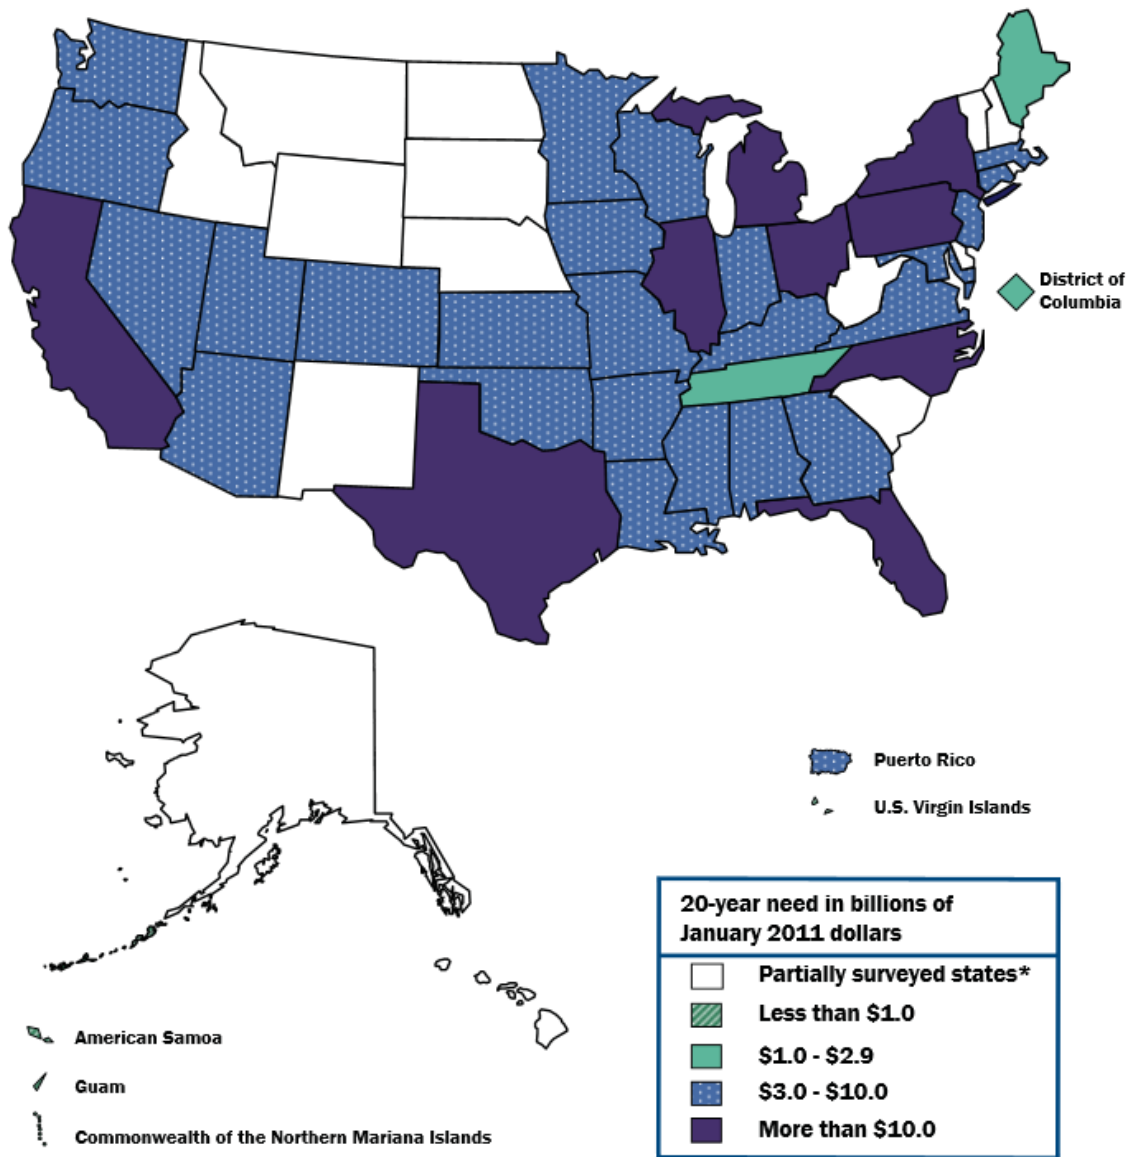 District of
Columbia
Puerto Rico
U.S. Virgin Islands
20-year need in billions of
January 2011 dollars
Partially surveyed states*
Less than $1.0
$1.0 - $2.9
$3.0 - $10.0
More than $10.0
American Samoa
Guam
Commonwealth of the Northern Mariana Islands